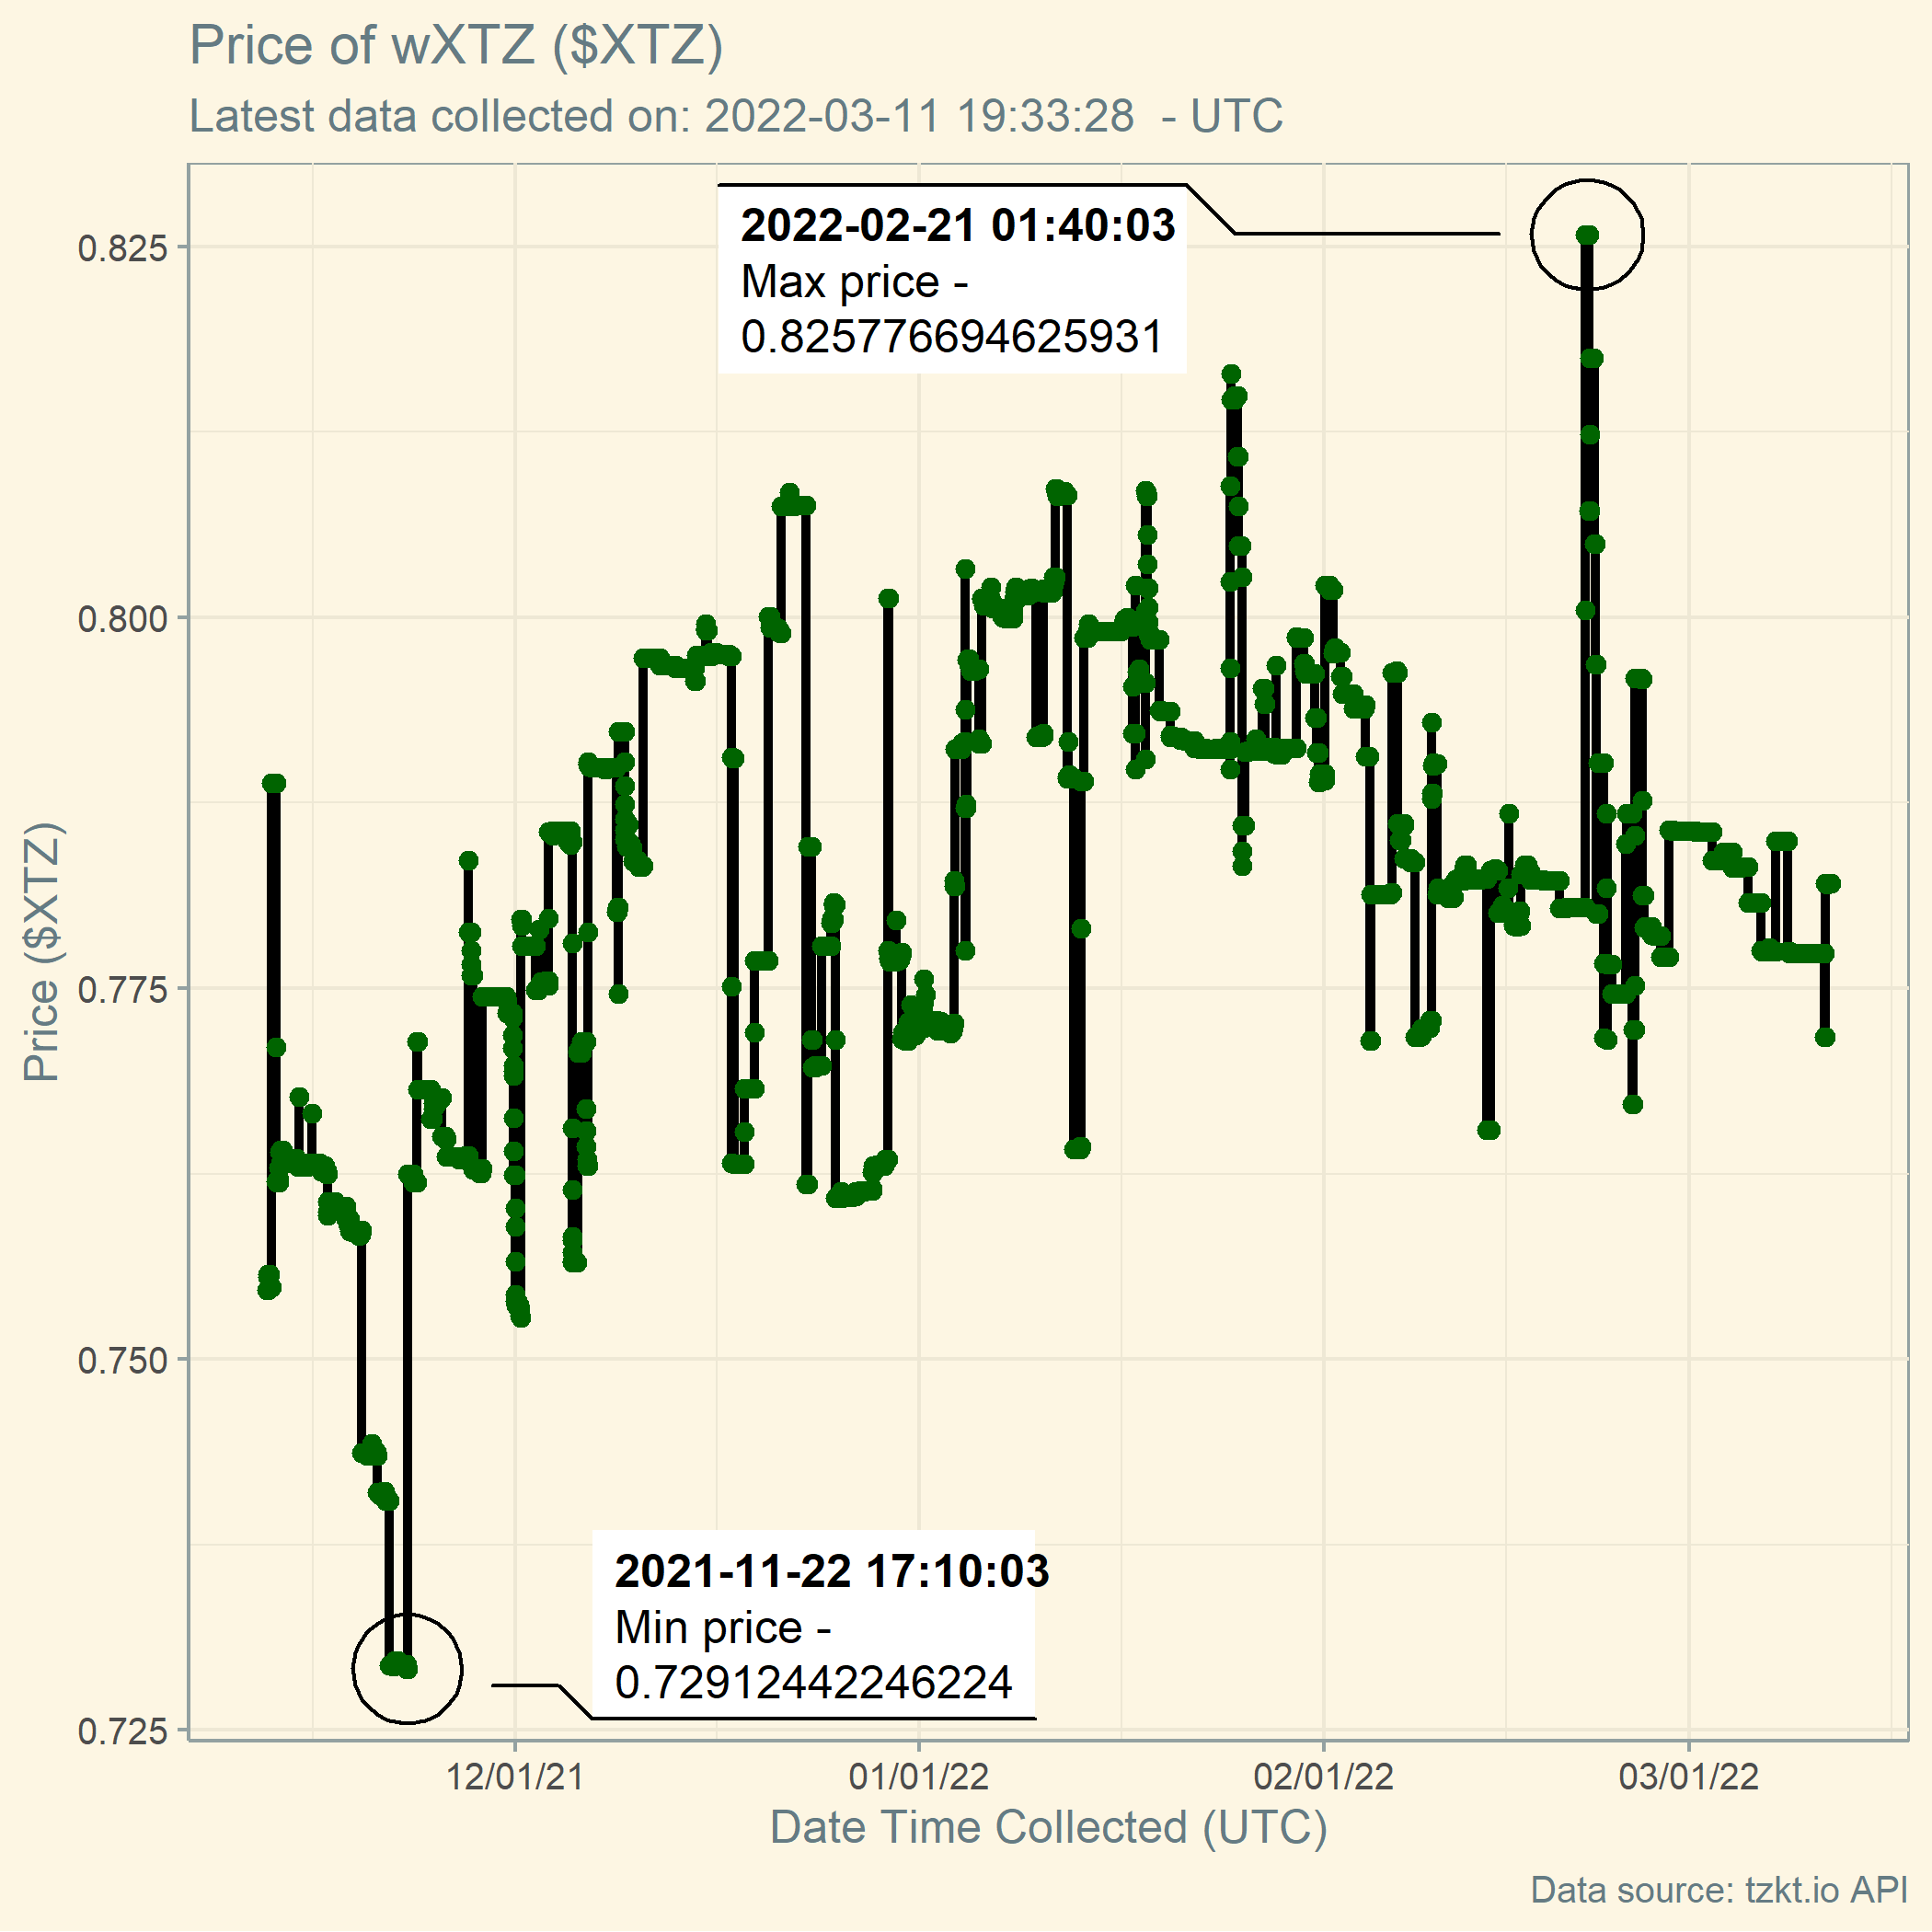 Price of wXTZ ($XTZ)
Latest data collected on: 2022-03-11 19:33:28  - UTC
2022-02-21 01:40:03
Max price -
0.825776694625931
0.825
0.800
0.775
0.750
0.725
Price ($XTZ)
2021-11-22 17:10:03
Min price -
0.72912442246224
12/01/21
01/01/22
02/01/22
03/01/22
Date Time Collected (UTC)
Data source: tzkt.io API